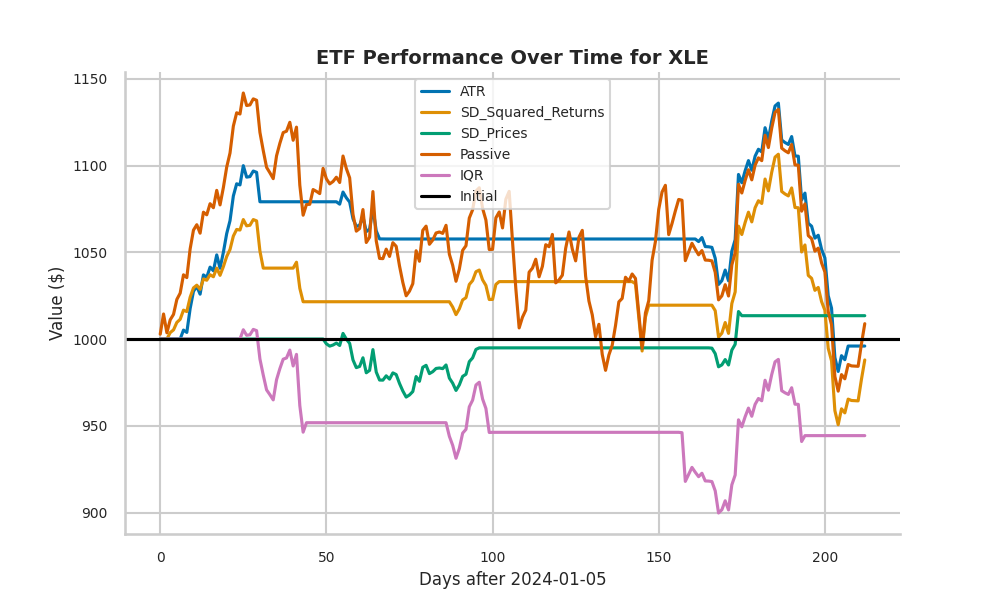 ETF Performance Over Time for XLE
1150
1100
1050
1000
950
900
Value ($)
ATR
SD_Squared_Returns
SD_Prices
Passive
IQR
Initial
0
50
100
150
200
Days after 2024-01-05